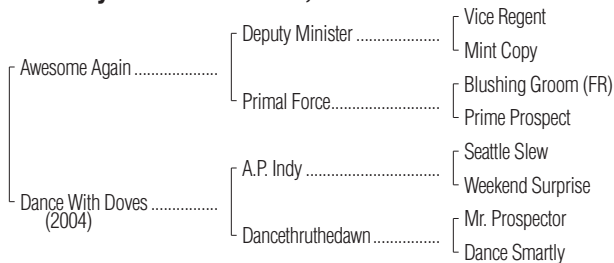 Vice Regent
Deputy Minister ..................
Mint Copy
Awesome Again ..................
Blushing Groom (FR)
Primal Force.......................
Prime Prospect
Seattle Slew
A.P. Indy ............................
Weekend Surprise
Dance With Doves ..............
(2004)
Mr. Prospector
Dancethruthedawn..............
Dance Smartly